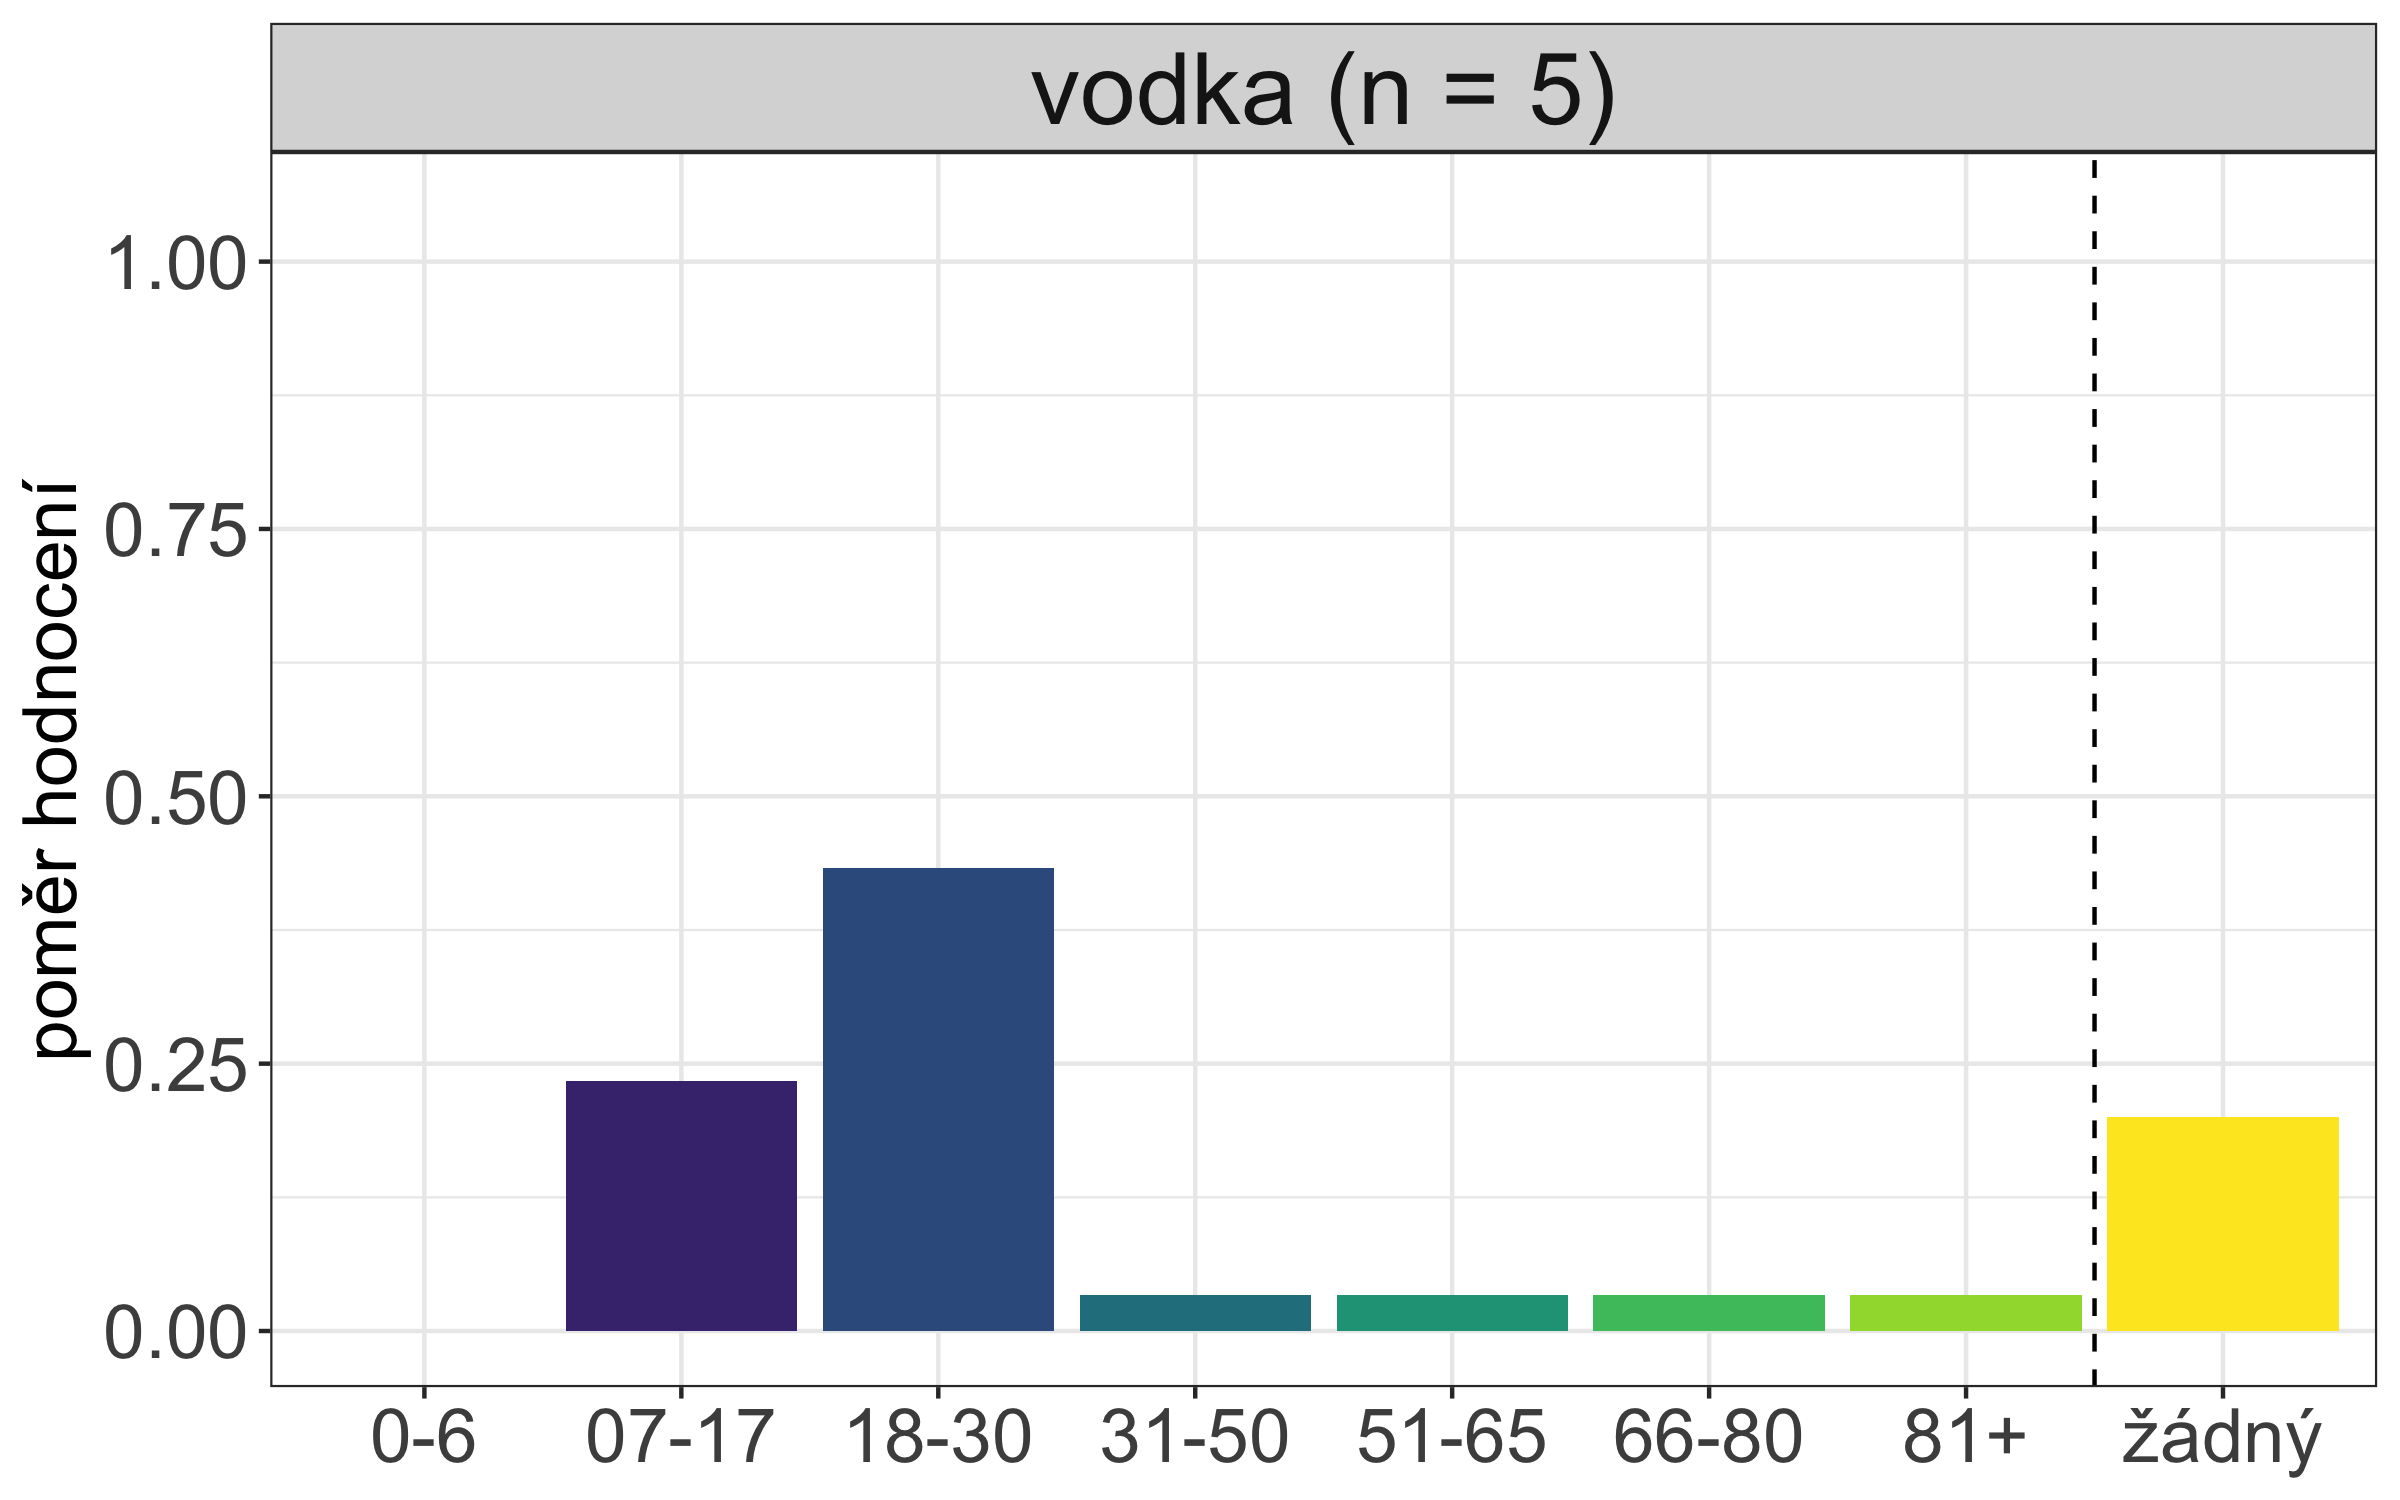 vodka (n = 5)
poměr hodnocení
1.00
0.75
0.50
0.25
0.00
0-6 07-17 18-30 31-50 51-65 66-80 81+ žádný